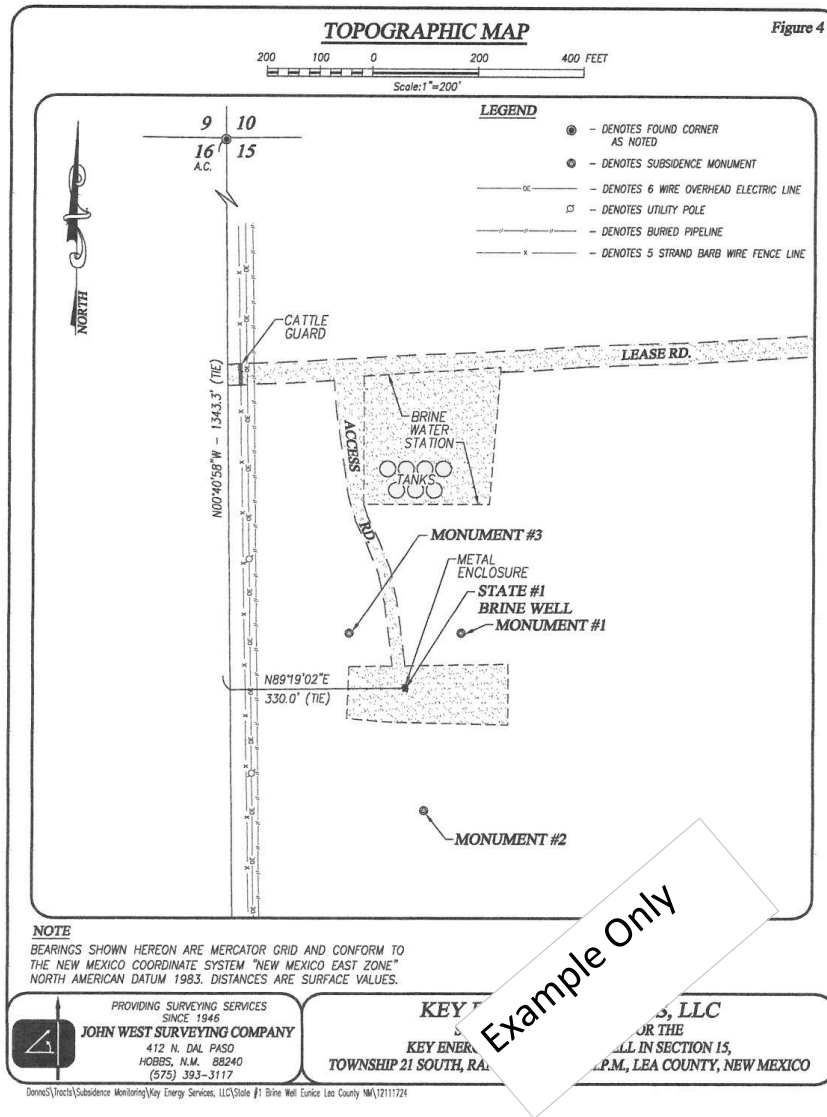 TOPOGRAPHIC MAP
Figure 4
200 100 0 200 400 FEET
Scale:1"=200'
LEGEND
– DENOTES FOUND CORNER
AS NOTED
– DENOTES SUBSIDENCE MONUMENT
OE – DENOTES 6 WIRE OVERHEAD ELECTRIC LINE
– DENOTES UTILITY POLE
– DENOTES BURIED PIPELINE
x – DENOTES 5 STRAND BARB WIRE FENCE LINE
9 10
16 15
A.C.
NORTH
CATTLE
GUARD
LEASE RD.
N00°40'58"W – 1343.3' (TIE)
ACCESS
RD.
BRINE
WATER
STATION
TANKS
MONUMENT #3
METAL
ENCLOSURE
STATE #1
BRINE WELL
MONUMENT #1
N89°19'02"E
330.0' (TIE)
MONUMENT #2
NOTE
BEARINGS SHOWN HEREON ARE MERCATOR GRID AND CONFORM TO
THE NEW MEXICO COORDINATE SYSTEM "NEW MEXICO EAST ZONE"
NORTH AMERICAN DATUM 1983. DISTANCES ARE SURFACE VALUES.
PROVIDING SURVEYING SERVICES
SINCE 1946
JOHN WEST SURVEYING COMPANY
412 N. DAL PASO
HOBBS, N.M. 88240
(575) 393-3117
KEY LLC
THE
KEY IN SECTION 15,
TOWNSHIP 21 SOUTH, LEA COUNTY, NEW MEXICO
Example Only
DonnaS\Tracts\Subsidence Monitoring\Key Energy Services, LLC\State #1 Brine Well Eunice Lea County NM\12111724